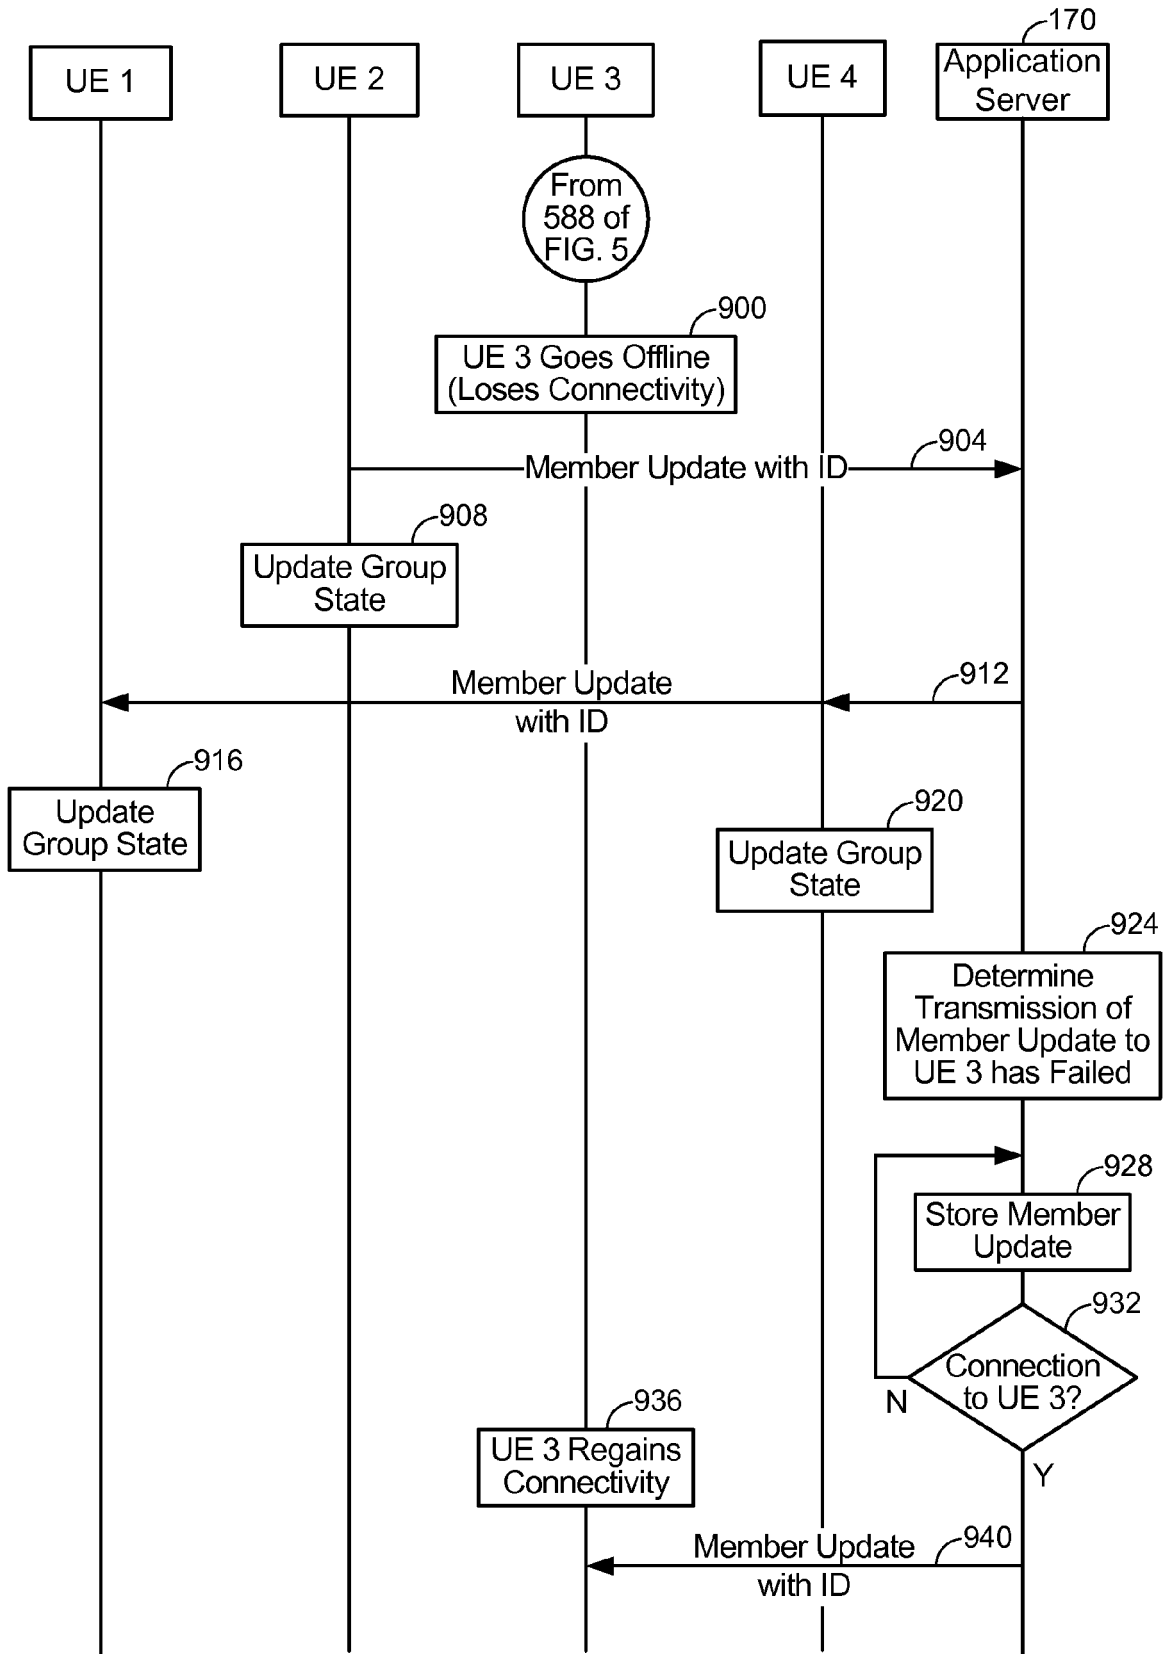 170
UE 1
UE 2
UE 3
UE 4
Application
Server
From
588 of
FIG. 5
900
UE 3 Goes Offline
(Loses Connectivity)
904
Member Update with ID
908
Update Group
State
912
Member Update
with ID
916
Update
Group State
920
Update Group
State
924
Determine
Transmission of
Member Update to
UE 3 has Failed
928
Store Member
Update
932
Connection
to UE 3?
N
936
UE 3 Regains
Connectivity
Y
940
Member Update
with ID